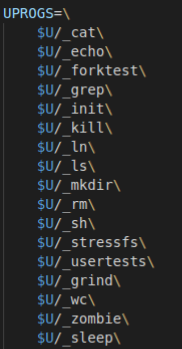 UPROGS=\
$U/_cat\
$U/_echo\
$U/_forktest\
$U/_grep\
$U/_init\
$U/_kill\
$U/_ln\
$U/_ls\
$U/_mkdir\
$U/_rm\
$U/_sh\
$U/_stressfs\
$U/_usertests\
$U/_grind\
$U/_wc\
$U/_zombie\
$U/_sleep\